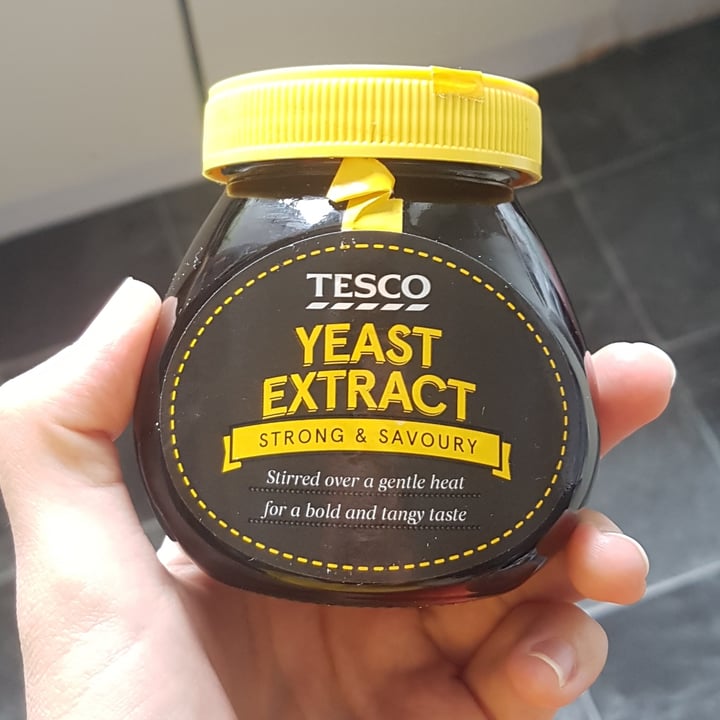 TESCO
YEAST
EXTRACT
STRONG & SAVOURY
Stirred over a gentle heat
for a bold and tangy taste